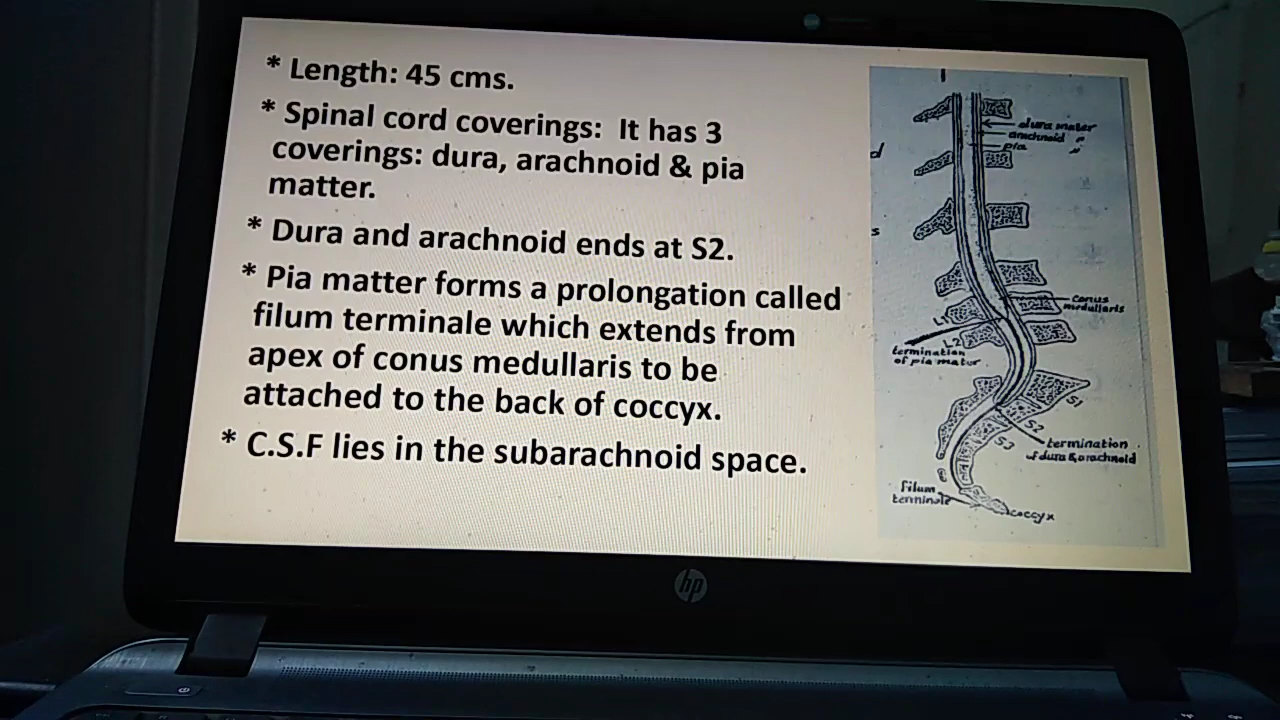 * Length: 45 cms.
* Spinal cord coverings: It has 3
coverings: dura, arachnoid & pia
matter.
* Dura and arachnoid ends at S2.
* Pia matter forms a prolongation called
filum terminale which extends from
apex of conus medullaris to be
attached to the back of coccyx.
* C.S.F lies in the subarachnoid space.
dura mater
arachnoid
pia
d
s
conus
medullaris
L1
L2
termination
of pia mater
S1
S2
S3
termination
of dura & arachnoid
filum
terminale
coccyx
hp